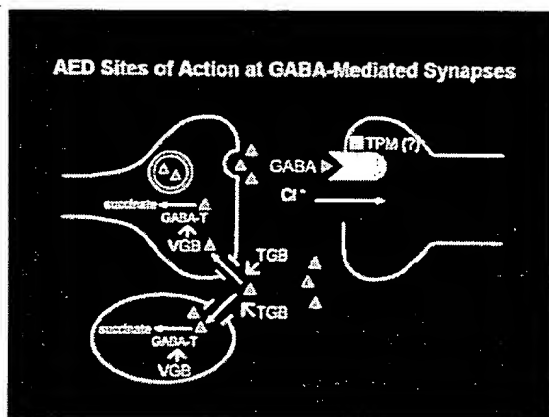 AED Sites of Action at GABA-Mediated Synapses
TPM (?)
GABA
Cl⁻
succinate
GABA-T
VGB
TGB
TGB
succinate
GABA-T
VGB